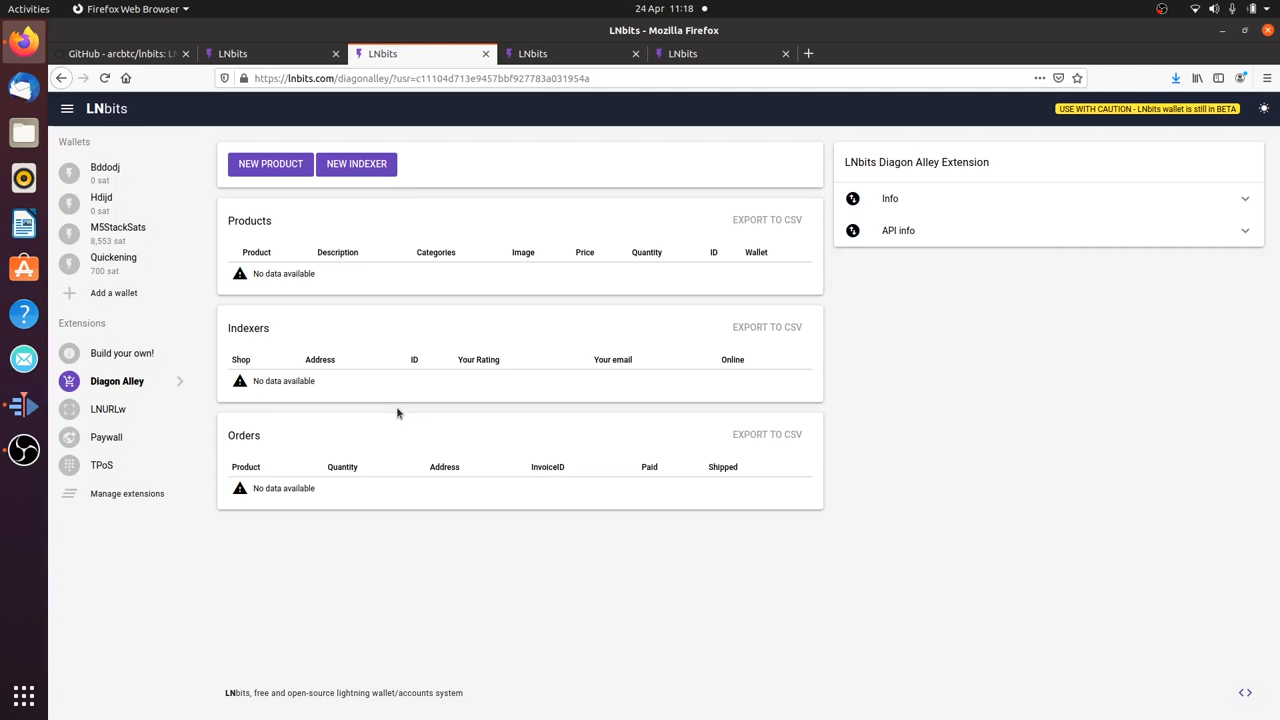 Activities
Firefox Web Browser
24 Apr 11:18
LNbits - Mozilla Firefox
GitHub - arcbtc/lnbits: LN
LNbits
LNbits
LNbits
LNbits
https://lnbits.com/diagonalley/?usr=c11104d713e9457bbf927783a031954a
LNbits
USE WITH CAUTION - LNbits wallet is still in BETA
Wallets
Bddodj
0 sat
Hdijd
0 sat
M5StackSats
8,553 sat
Quickening
700 sat
Add a wallet
Extensions
Build your own!
Diagon Alley
LNURLw
Paywall
TPoS
Manage extensions
NEW PRODUCT NEW INDEXER
Products EXPORT TO CSV
Product Description Categories Image Price Quantity ID Wallet
No data available
Indexers EXPORT TO CSV
Shop Address ID Your Rating Your email Online
No data available
Orders EXPORT TO CSV
Product Quantity Address InvoiceID Paid Shipped
No data available
LNbits Diagon Alley Extension
Info
API info
LNbits, free and open-source lightning wallet/accounts system